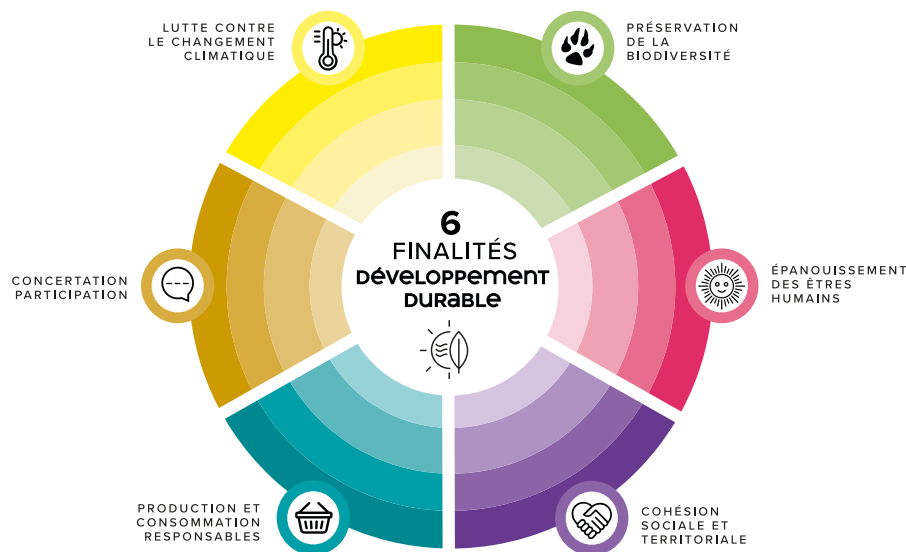 LUTTE CONTRE
LE CHANGEMENT
CLIMATIQUE
PRÉSERVATION
DE LA
BIODIVERSITÉ
6
FINALITÉS
DÉVELOPPEMENT
DURABLE
CONCERTATION
PARTICIPATION
ÉPANOUISSEMENT
DES ÊTRES
HUMAINS
PRODUCTION ET
CONSOMMATION
RESPONSABLES
COHÉSION
SOCIALE ET
TERRITORIALE